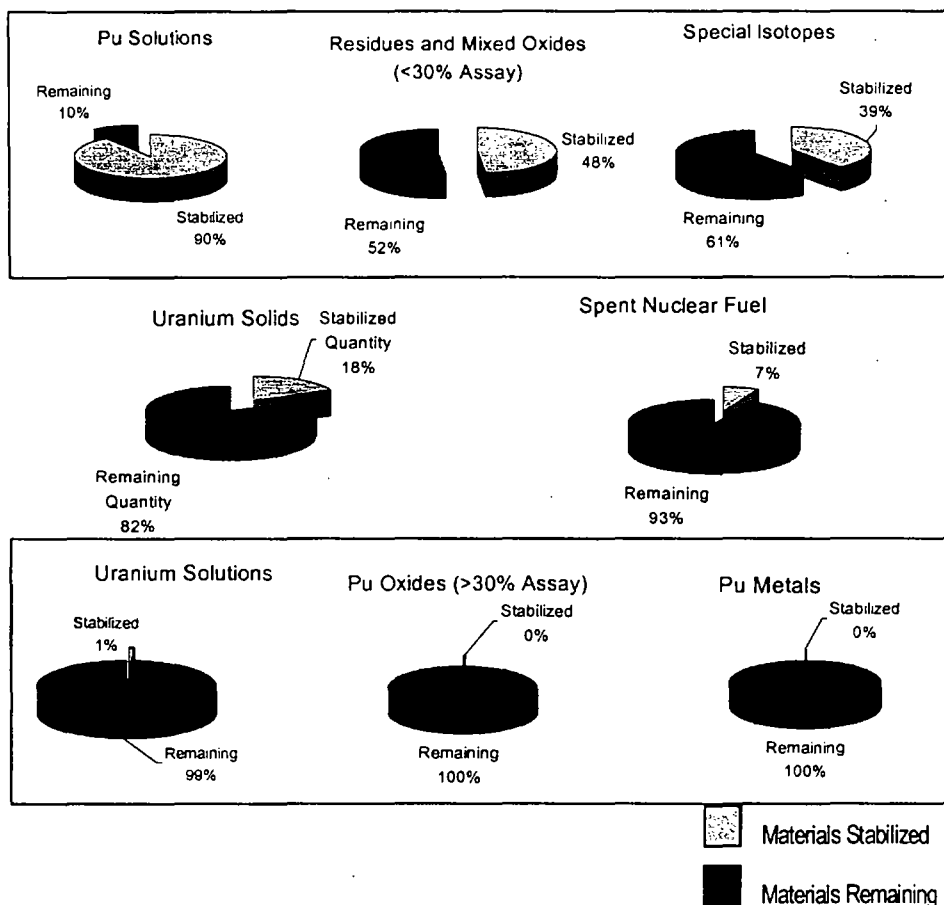 Pu Solutions
Remaining
10%
Stabilized
90%
Residues and Mixed Oxides
(<30% Assay)
Stabilized
48%
Remaining
52%
Special Isotopes
Stabilized
39%
Remaining
61%
Uranium Solids
Stabilized
Quantity
18%
Remaining
Quantity
82%
Spent Nuclear Fuel
Stabilized
7%
Remaining
93%
Uranium Solutions
Stabilized
1%
Remaining
99%
Pu Oxides (>30% Assay)
Stabilized
0%
Remaining
100%
Pu Metals
Stabilized
0%
Remaining
100%
Materials Stabilized
Materials Remaining